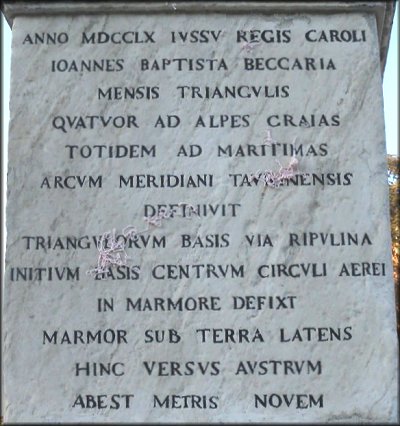 ANNO MDCCLX IVSSV REGIS CAROLI
IOANNES BAPTISTA BECCARIA
MENSIS TRIANGVLIS
QVATVOR AD ALPES GRAIAS
TOTIDEM AD MARITIMAS
ARCVM MERIDIANI TAVRINENSIS
DEFINIVIT
TRIANGVLORVM BASIS VIA RIPVLINA
INITIVM BASIS CENTRVM CIRCVLI AEREI
IN MARMORE DEFIXT
MARMOR SUB TERRA LATENS
HINC VERSVS AVSTRVM
ABEST METRIS NOVEM